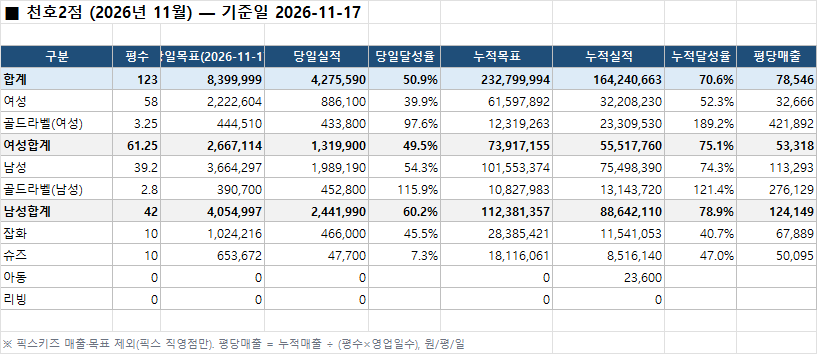 ■ 천호2점 (2026년 11월) — 기준일 2026-11-17
구분 평수 당일목표(2026-11-1 당일실적 당일달성율 누적목표 누적실적 누적달성율 평당매출
합계 123 8,399,999 4,275,590 50.9% 232,799,994 164,240,663 70.6% 78,546
여성 58 2,222,604 886,100 39.9% 61,597,892 32,208,230 52.3% 32,666
골드라벨(여성) 3.25 444,510 433,800 97.6% 12,319,263 23,309,530 189.2% 421,892
여성합계 61.25 2,667,114 1,319,900 49.5% 73,917,155 55,517,760 75.1% 53,318
남성 39.2 3,664,297 1,989,190 54.3% 101,553,374 75,498,390 74.3% 113,293
골드라벨(남성) 2.8 390,700 452,800 115.9% 10,827,983 13,143,720 121.4% 276,129
남성합계 42 4,054,997 2,441,990 60.2% 112,381,357 88,642,110 78.9% 124,149
잡화 10 1,024,216 466,000 45.5% 28,385,421 11,541,053 40.7% 67,889
슈즈 10 653,672 47,700 7.3% 18,116,061 8,516,140 47.0% 50,095
아동 0 0 0 0 23,600
리빙 0 0 0 0 0
※ 픽스키즈 매출·목표 제외(픽스 직영점만). 평당매출 = 누적매출 ÷ (평수×영업일수), 원/평/일